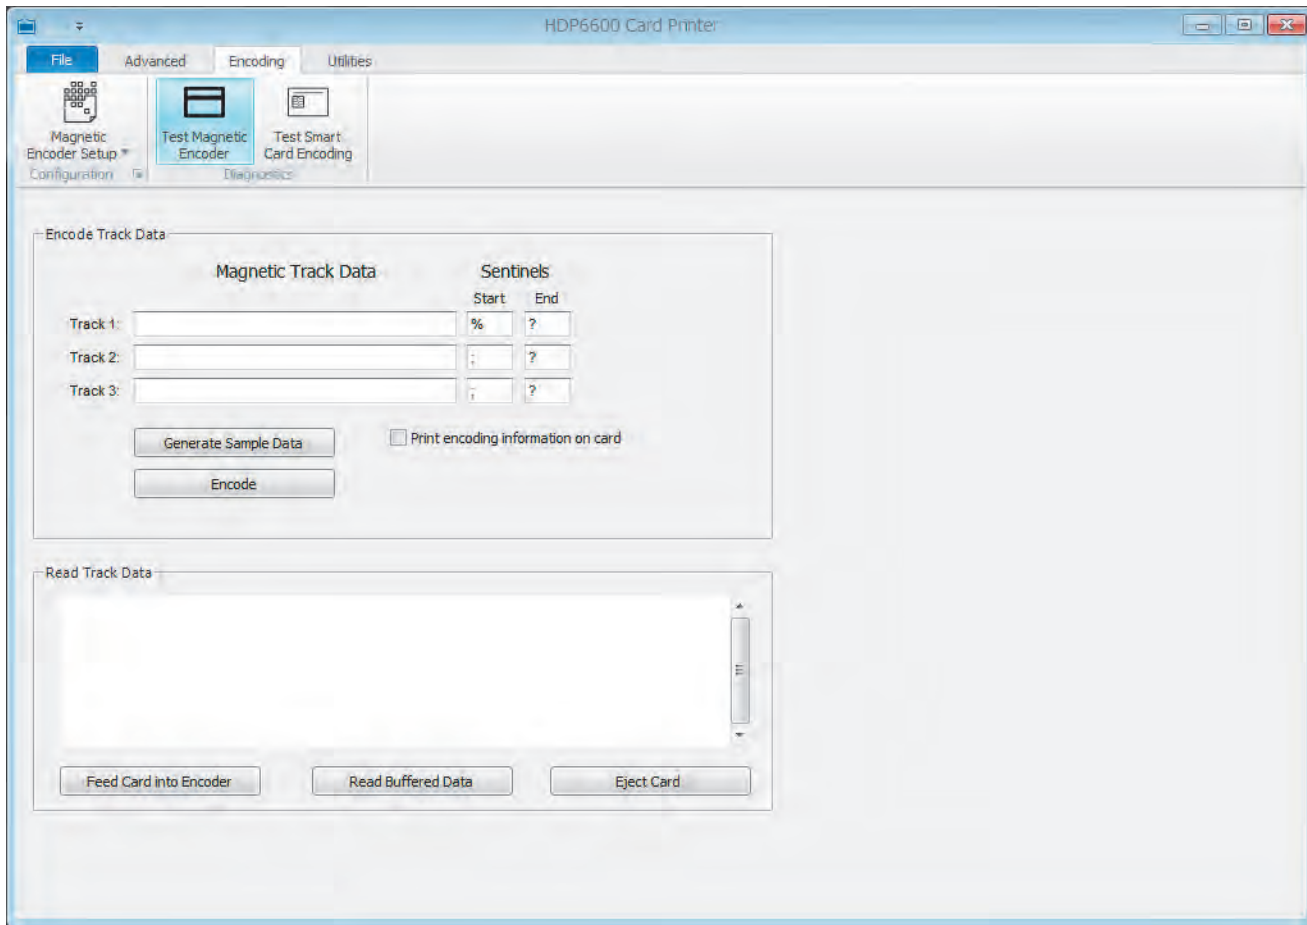 HDP6600 Card Printer
File Advanced Encoding Utilities
Magnetic Encoder Setup
Test Magnetic Encoder
Test Smart Card Encoding
Configuration Diagnostics
Encode Track Data
Magnetic Track Data Sentinels
Start End
Track 1: % ?
Track 2: ; ?
Track 3: ; ?
Generate Sample Data Print encoding information on card
Encode
Read Track Data
Feed Card into Encoder Read Buffered Data Eject Card